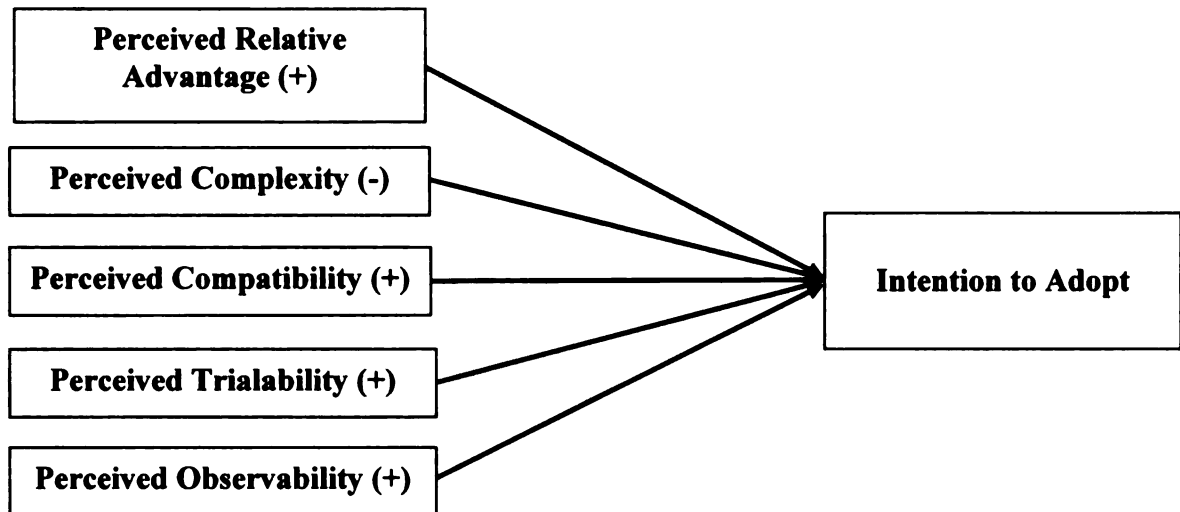 Perceived Relative
Advantage (+)
Perceived Complexity (-)
Perceived Compatibility (+)
Intention to Adopt
Perceived Trialability (+)
Perceived Observability (+)